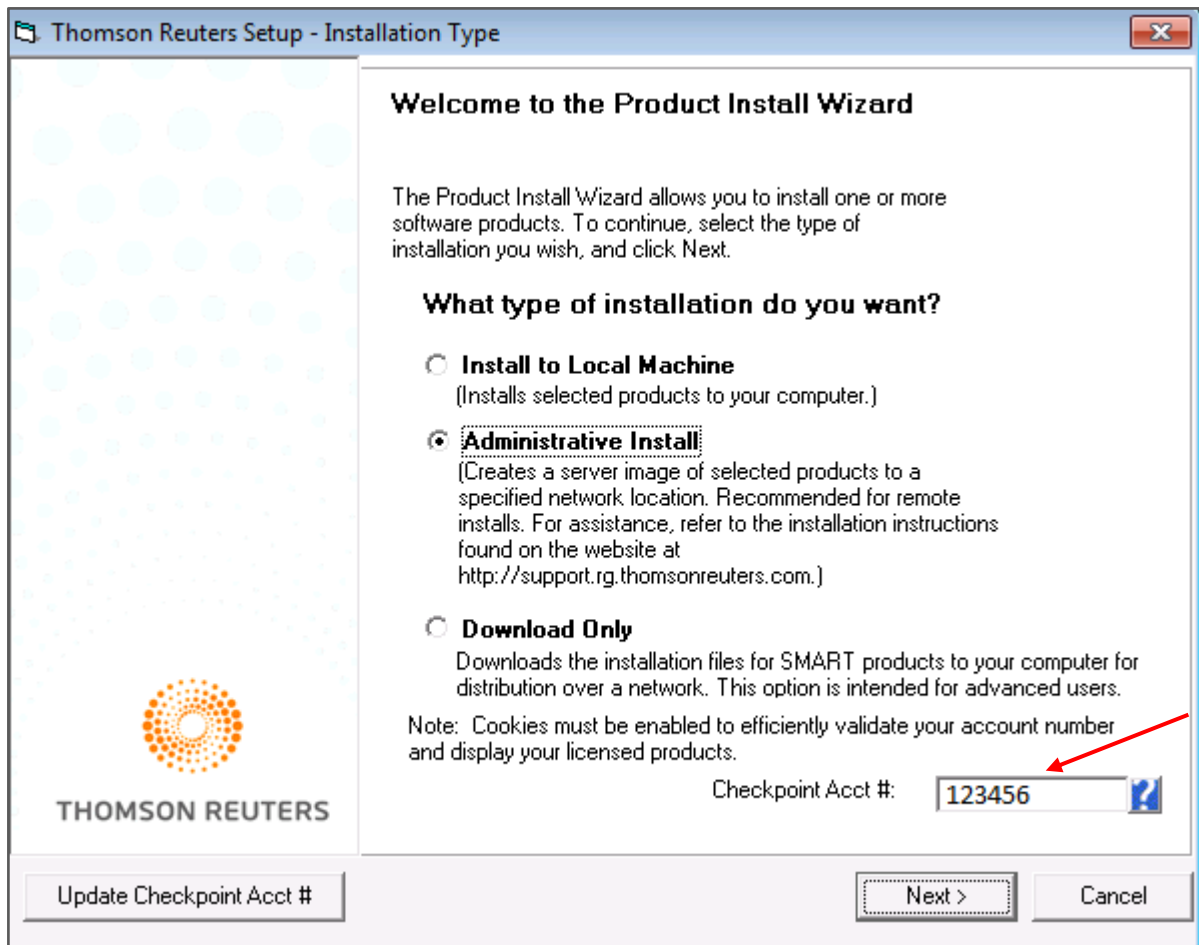 Thomson Reuters Setup - Installation Type
Welcome to the Product Install Wizard
The Product Install Wizard allows you to install one or more
software products. To continue, select the type of
installation you wish, and click Next.
What type of installation do you want?
Install to Local Machine
(Installs selected products to your computer.)
Administrative Install
(Creates a server image of selected products to a
specified network location. Recommended for remote
installs. For assistance, refer to the installation instructions
found on the website at
http://support.rg.thomsonreuters.com.)
Download Only
Downloads the installation files for SMART products to your computer for
distribution over a network. This option is intended for advanced users.
Note: Cookies must be enabled to efficiently validate your account number
and display your licensed products.
Checkpoint Acct #: 123456 ?
THOMSON REUTERS
Update Checkpoint Acct # Next > Cancel